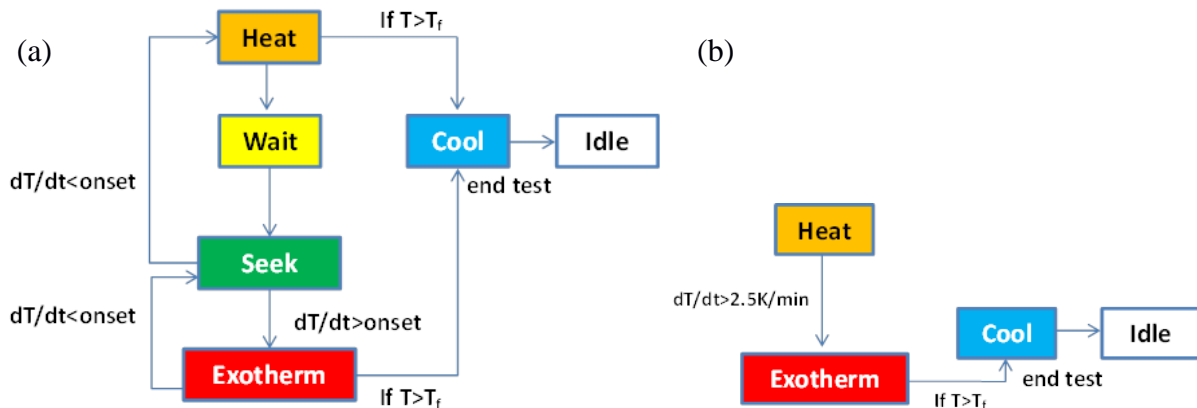 (a)
Heat
If T>Tf
Wait
Cool
Idle
end test
dT/dt<onset
Seek
dT/dt<onset
dT/dt>onset
Exotherm
If T>Tf
(b)
Heat
dT/dt>2.5K/min
Cool
Idle
end test
Exotherm
If T>Tf